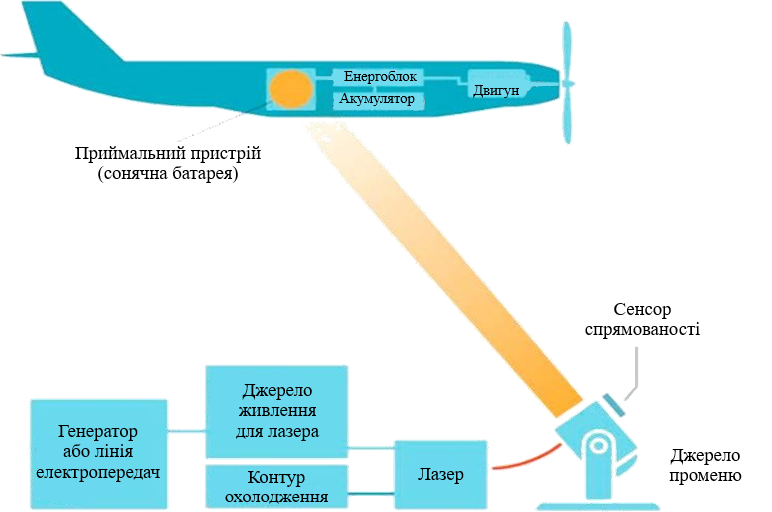 Енергоблок
Акумулятор
Двигун
Приймальний пристрій
(сонячна батарея)
Сенсор
спрямованості
Джерело
живлення
для лазера
Генератор
або лінія
електропередач
Контур
охолодження
Лазер
Джерело
променю